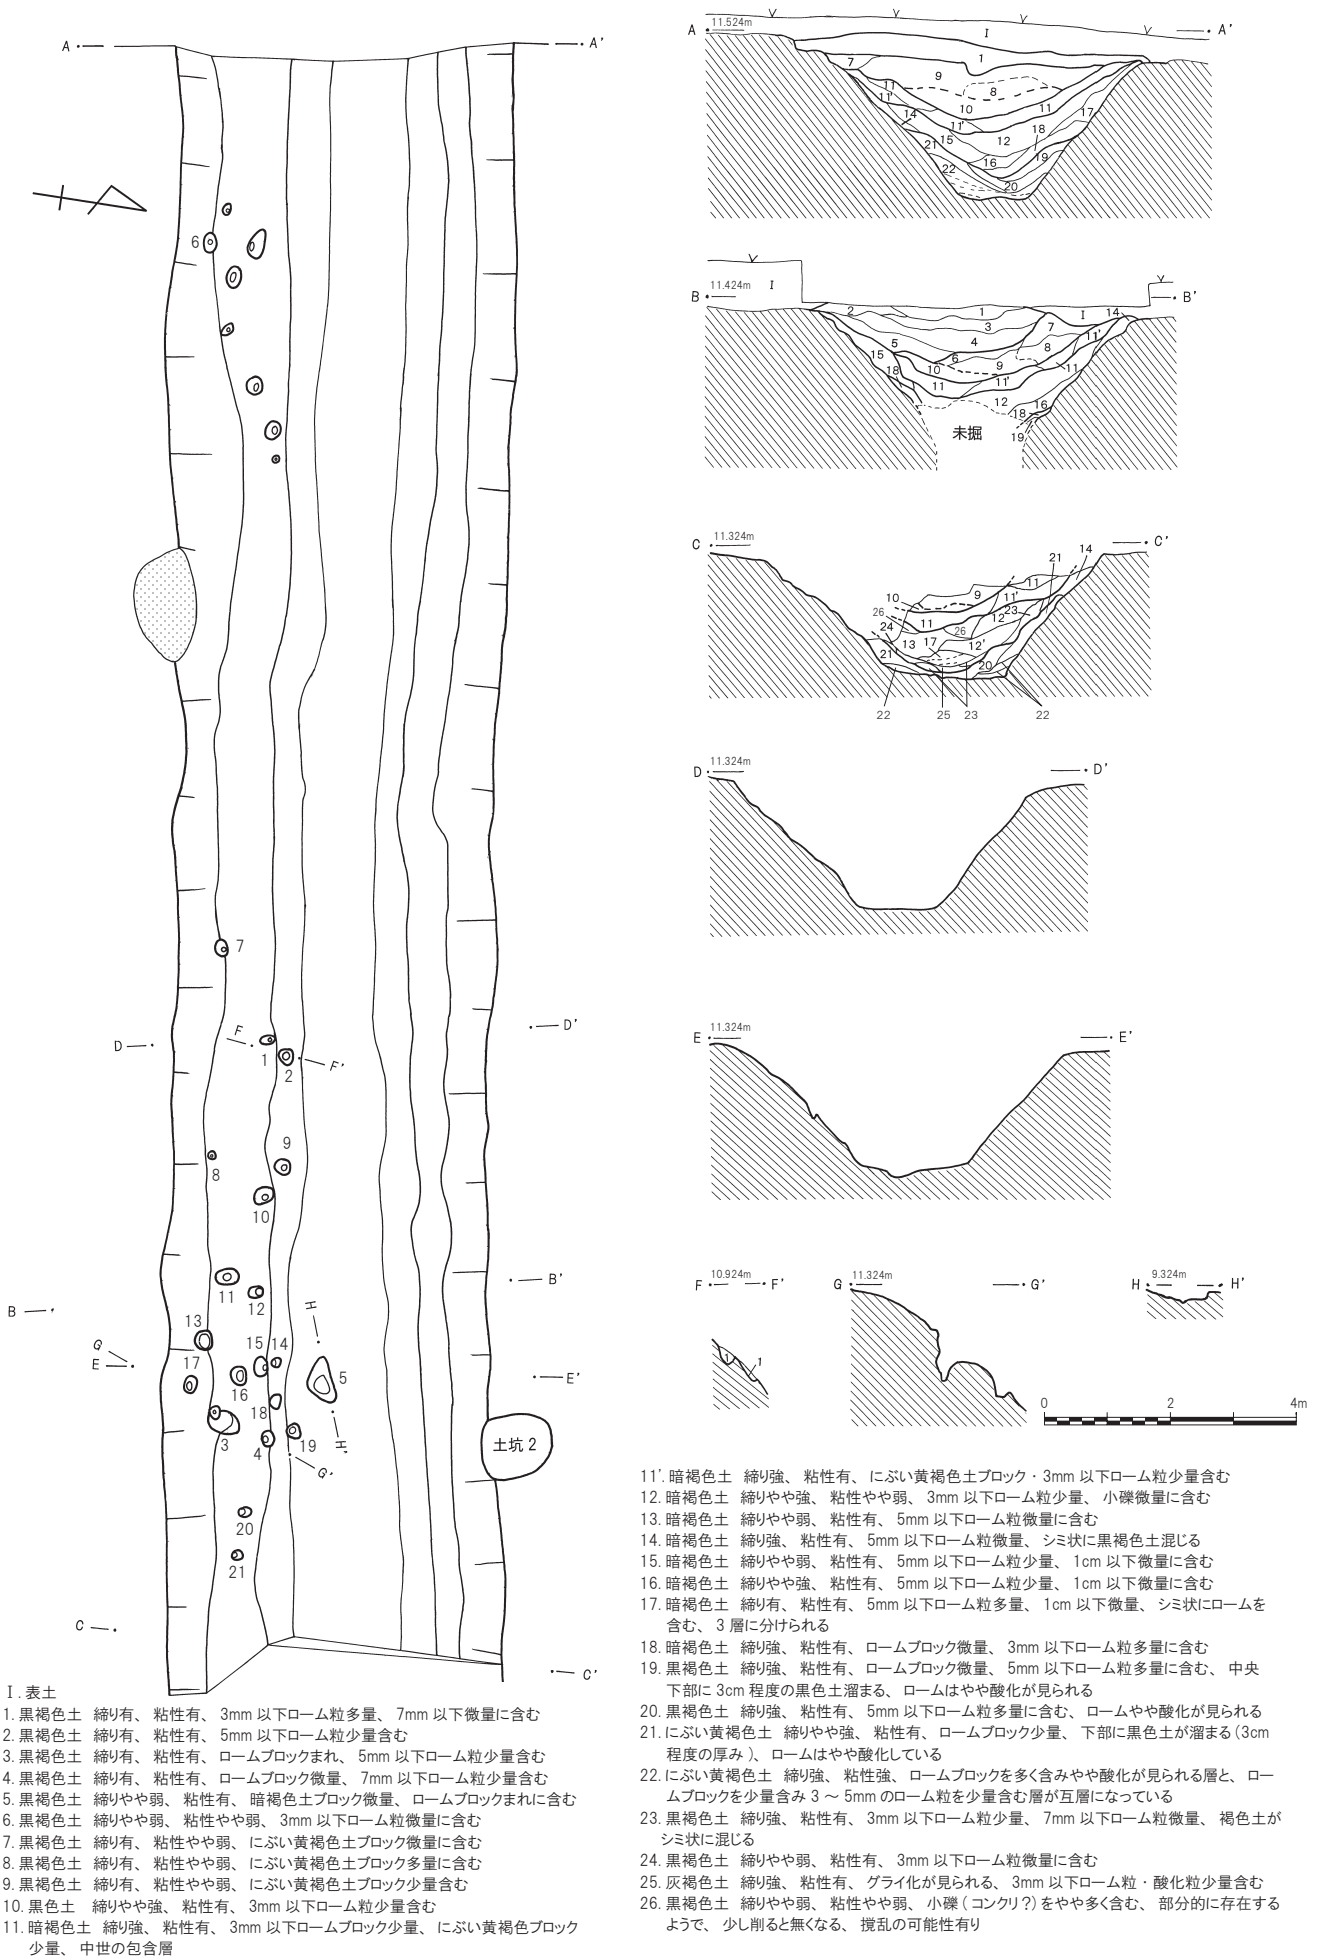 A
A'
6
7
F
D
D'
1
2
F'
9
8
10
11
12
B'
B
H
13
G
E
15
14
17
16
5
E'
18
3
4
19
H'
G'
土坑 2
20
21
C
C'
A
11.524m
A'
I
1
7
9
8
11
11'
10
11
14
11'
18
17
21
15
12
16
19
22
20
B
11.424m
I
B'
2
1
I
14
3
7
5
4
8
11'
15
6
10
9
11
18
11
11'
12
16
18
未掘
19
C
11.324m
C'
21
14
11
10
9
11'
26
11
23
12
24
26
13
17
12'
21
20
22
25
23
22
D
11.324m
D'
E
11.324m
E'
F
10.924m
F'
G
11.324m
G'
H
9.324m
H'
1
1
0
2
4m
I.表土
1.黒褐色土 締り有、粘性有、3mm 以下ローム粒多量、7mm 以下微量に含む
2.黒褐色土 締り有、粘性有、5mm 以下ローム粒少量含む
3.黒褐色土 締り有、粘性有、ロームブロックまれ、5mm 以下ローム粒少量含む
4.黒褐色土 締り有、粘性有、ロームブロック微量、7mm 以下ローム粒少量含む
5.黒褐色土 締りやや弱、粘性有、暗褐色土ブロック微量、ロームブロックまれに含む
6.黒褐色土 締りやや弱、粘性やや弱、3mm 以下ローム粒微量に含む
7.黒褐色土 締り有、粘性やや弱、にぶい黄褐色土ブロック微量に含む
8.黒褐色土 締り有、粘性やや弱、にぶい黄褐色土ブロック多量に含む
9.黒褐色土 締り有、粘性やや弱、にぶい黄褐色土ブロック少量含む
10.黒色土 締りやや強、粘性有、3mm 以下ローム粒少量含む
11.暗褐色土 締り強、粘性有、3mm 以下ロームブロック少量、にぶい黄褐色ブロック
少量、中世の包含層
11'.暗褐色土 締り強、粘性有、にぶい黄褐色土ブロック・3mm 以下ローム粒少量含む
12.暗褐色土 締りやや強、粘性やや弱、3mm 以下ローム粒少量、小礫微量に含む
13.暗褐色土 締りやや弱、粘性有、5mm 以下ローム粒微量に含む
14.暗褐色土 締り強、粘性有、5mm 以下ローム粒微量、シミ状に黒褐色土混じる
15.暗褐色土 締りやや弱、粘性有、5mm 以下ローム粒少量、1cm 以下微量に含む
16.暗褐色土 締りやや強、粘性有、5mm 以下ローム粒少量、1cm 以下微量に含む
17.暗褐色土 締り有、粘性有、5mm 以下ローム粒多量、1cm 以下微量、シミ状にロームを
含む、3 層に分けられる
18.暗褐色土 締り強、粘性有、ロームブロック微量、3mm 以下ローム粒多量に含む
19.黒褐色土 締り強、粘性有、ロームブロック微量、5mm 以下ローム粒多量に含む、中央
下部に 3cm 程度の黒色土溜まる、ロームはやや酸化が見られる
20.黒褐色土 締り強、粘性有、5mm 以下ローム粒多量に含む、ロームやや酸化が見られる
21.にぶい黄褐色土 締りやや強、粘性有、ロームブロック少量、下部に黒色土が溜まる(3cm
程度の厚み)、ロームはやや酸化している
22.にぶい黄褐色土 締り強、粘性強、ロームブロックを多く含みやや酸化が見られる層と、ロー
ムブロックを少量含み 3 ~ 5mm のローム粒を少量含む層が互層になっている
23.黒褐色土 締り強、粘性有、3mm 以下ローム粒少量、7mm 以下ローム粒微量、褐色土が
シミ状に混じる
24.黒褐色土 締りやや弱、粘性有、3mm 以下ローム粒微量に含む
25.灰褐色土 締り強、粘性有、グライ化が見られる、3mm 以下ローム粒・酸化粒少量含む
26.黒褐色土 締りやや弱、粘性やや弱、小礫(コンクリ?)をやや多く含む、部分的に存在する
ようで、少し削ると無くなる、撹乱の可能性有り